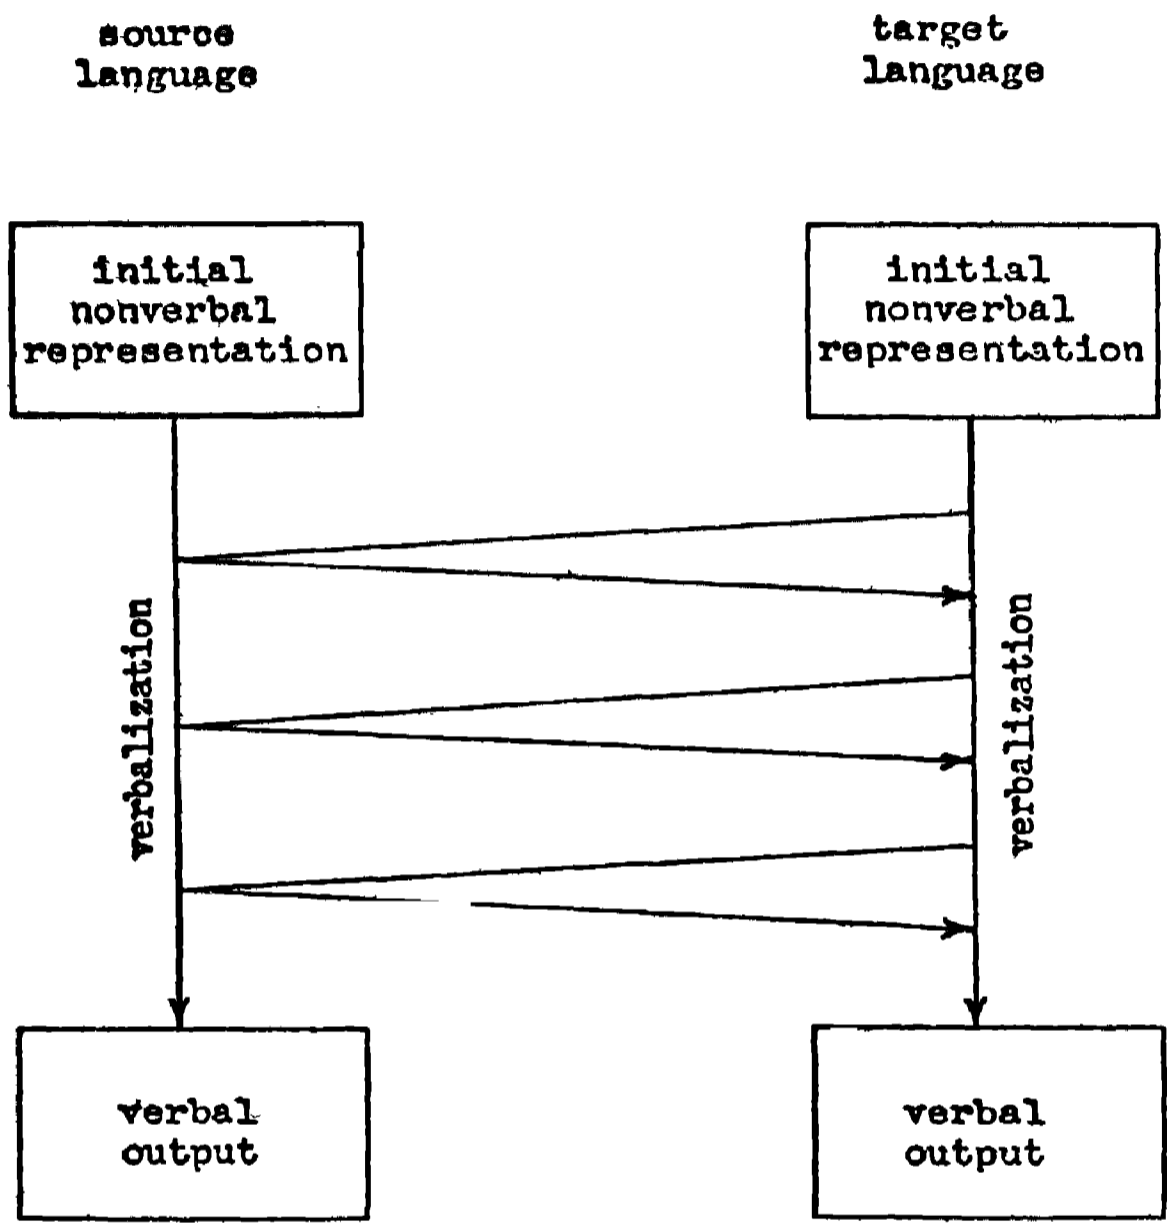 source
language
target
language
initial
nonverbal
representation
initial
nonverbal
representation
verbalization
verbalization
verbal
output
verbal
output